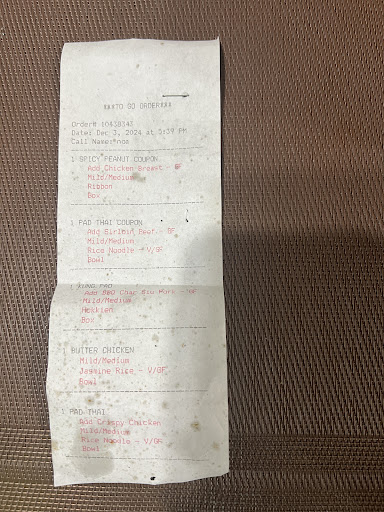 ***TO GO ORDER***
Order# 10438343
Date: Dec 3, 2024 at 5:39 PM
Call Name: noa
1 SPICY PEANUT COUPON
Add Chicken Breast - GF
Mild/Medium
Ribbon
Box
1 PAD THAI COUPON
Add Sirloin Beef - GF
Mild/Medium
Rice Noodle - V/GF
Bowl
1 KUNG PAO
Add BBQ Char Siu Pork - GF
Mild/Medium
Hokkien
Box
1 BUTTER CHICKEN
Mild/Medium
Jasmine Rice - V/GF
Bowl
1 PAD THAI
Add Crispy Chicken
Mild/Medium
Rice Noodle - V/GF
Bowl